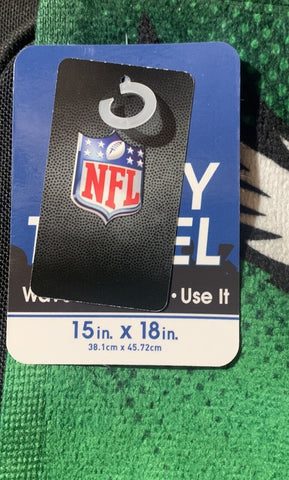 NFL
Use It
15in. x 18in.
38.1cm x 45.72cm